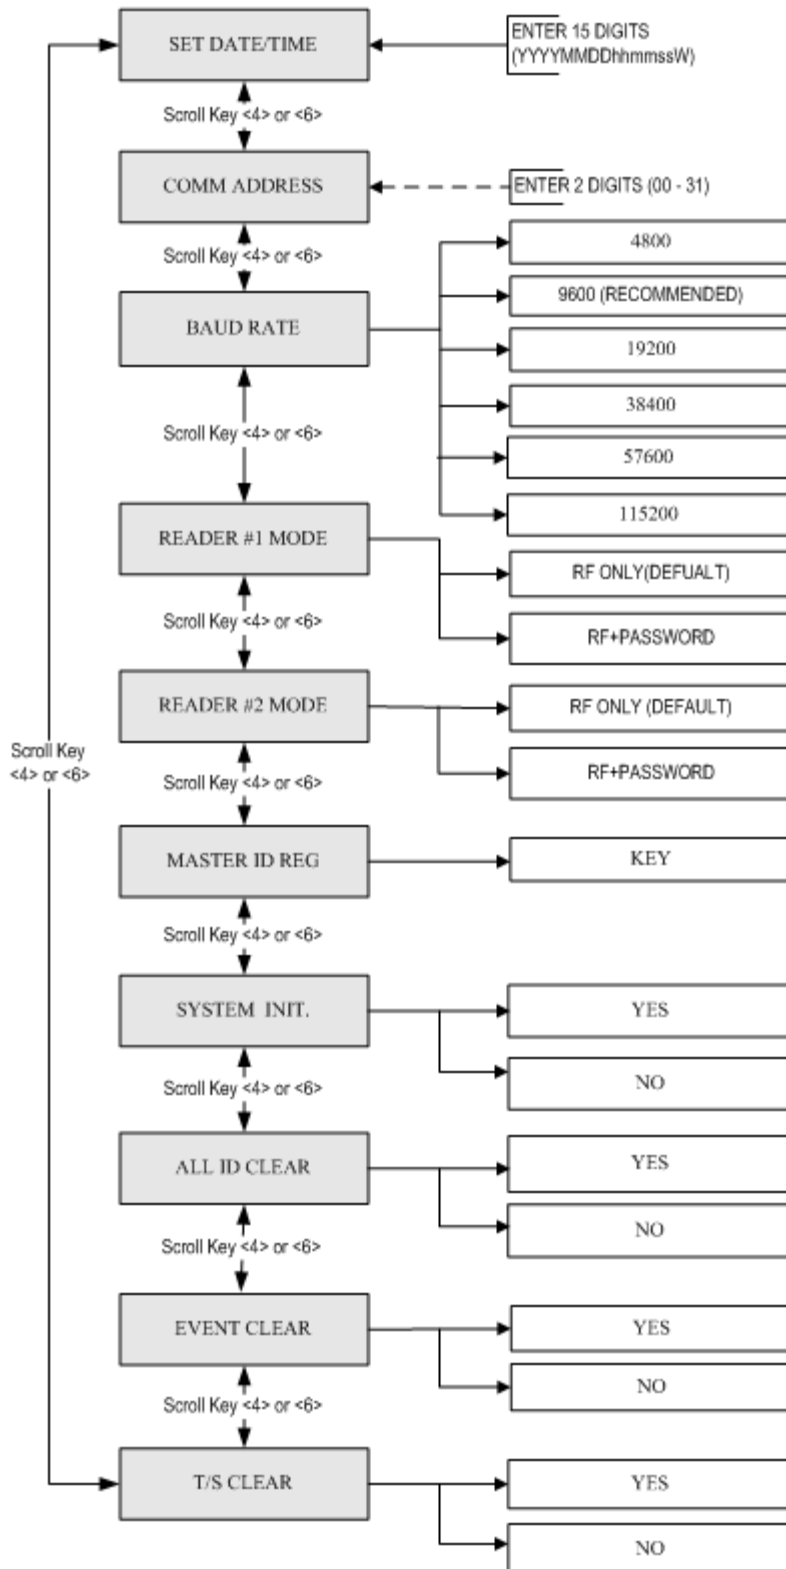 SET DATE/TIME
ENTER 15 DIGITS
(YYYYMMDDhhmmssW)
Scroll Key <4> or <6>
COMM ADDRESS
ENTER 2 DIGITS (00 - 31)
Scroll Key <4> or <6>
4800
9600 (RECOMMENDED)
BAUD RATE
19200
38400
Scroll Key <4> or <6>
57600
115200
READER #1 MODE
RF ONLY(DEFUALT)
Scroll Key <4> or <6>
RF+PASSWORD
READER #2 MODE
RF ONLY (DEFAULT)
Scroll Key
<4> or <6>
Scroll Key <4> or <6>
RF+PASSWORD
MASTER ID REG
KEY
Scroll Key <4> or <6>
SYSTEM INIT.
YES
NO
Scroll Key <4> or <6>
ALL ID CLEAR
YES
NO
Scroll Key <4> or <6>
EVENT CLEAR
YES
NO
Scroll Key <4> or <6>
T/S CLEAR
YES
NO